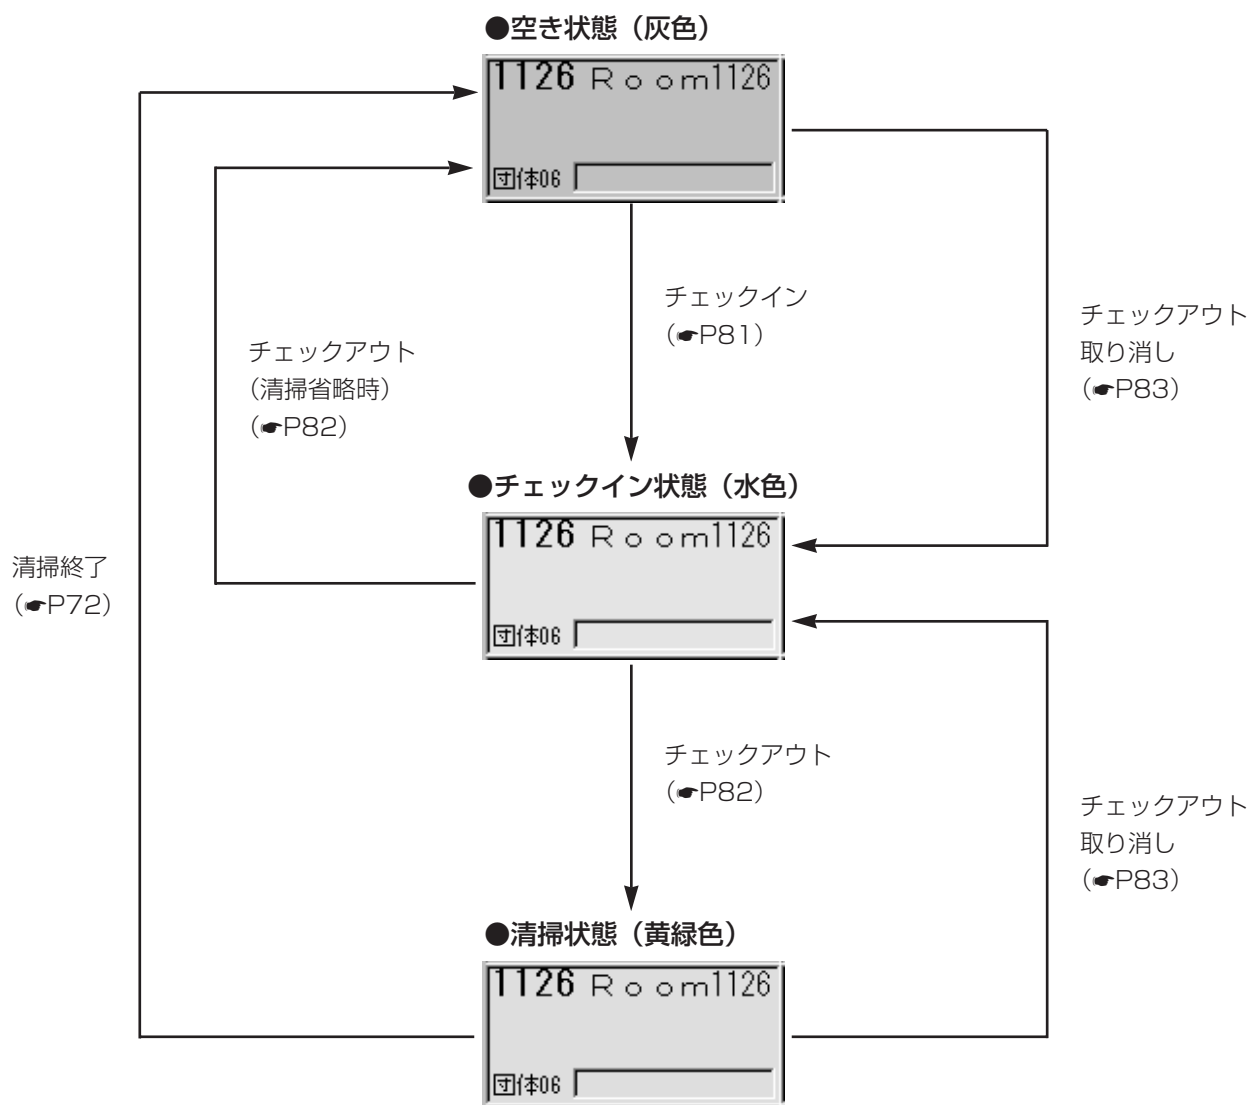 ●空き状態（灰色）
1126 Ｒｏｏｍ1126
団体06
チェックイン
（☛P81）
チェックアウト
取り消し
（☛P83）
チェックアウト
（清掃省略時）
（☛P82）
●チェックイン状態（水色）
1126 Ｒｏｏｍ1126
団体06
清掃終了
（☛P72）
チェックアウト
（☛P82）
チェックアウト
取り消し
（☛P83）
●清掃状態（黄緑色）
1126 Ｒｏｏｍ1126
団体06